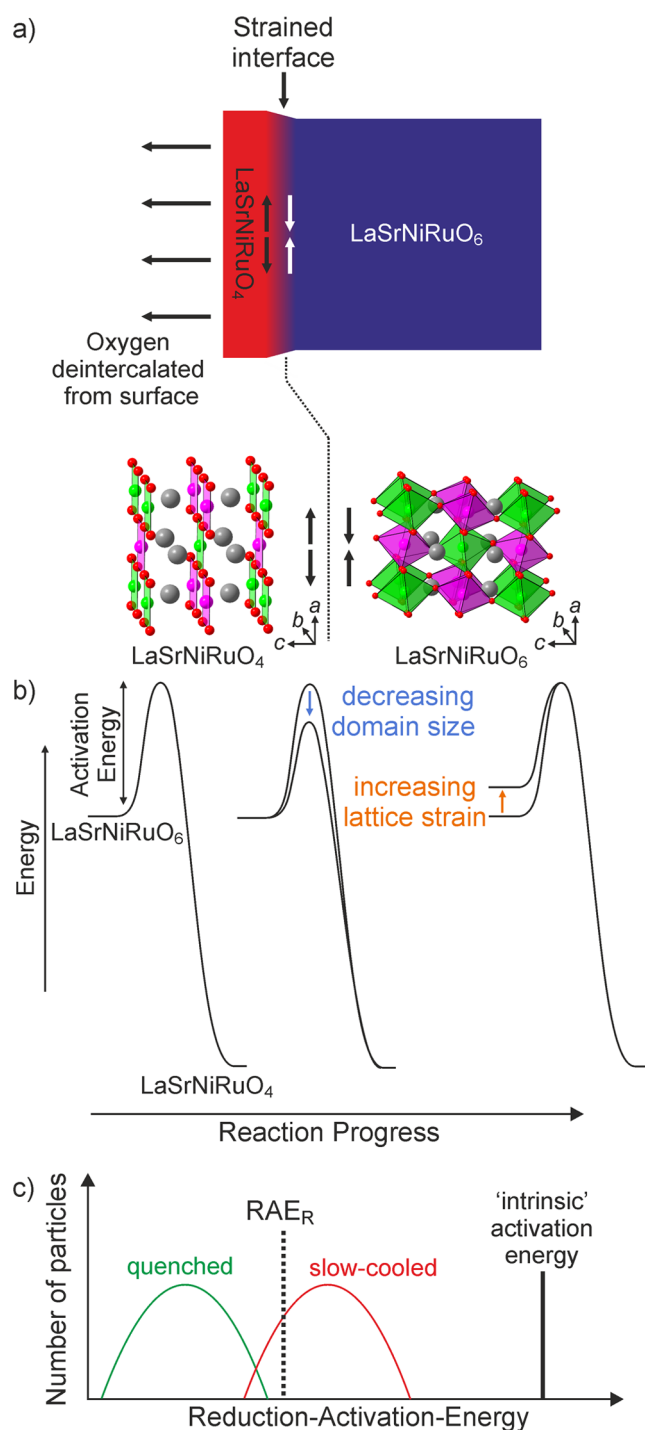 a)
Strained
interface
LaSrNiRuO₄
LaSrNiRuO₆
Oxygen
deintercalated
from surface
a
b
c
LaSrNiRuO₄
a
b
c
LaSrNiRuO₆
b)
Activation
Energy
decreasing
domain size
increasing
lattice strain
LaSrNiRuO₆
Energy
LaSrNiRuO₄
Reaction Progress
c)
Number of particles
RAE_R
'intrinsic'
activation
energy
quenched
slow-cooled
Reduction-Activation-Energy